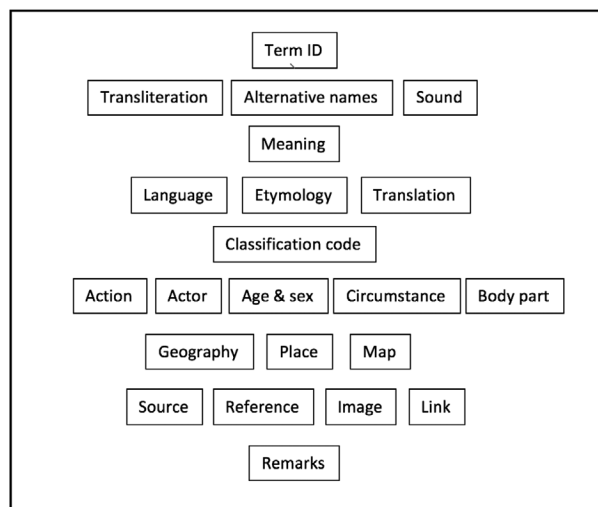 Term ID
Transliteration Alternative names Sound
Meaning
Language Etymology Translation
Classification code
Action Actor Age & sex Circumstance Body part
Geography Place Map
Source Reference Image Link
Remarks